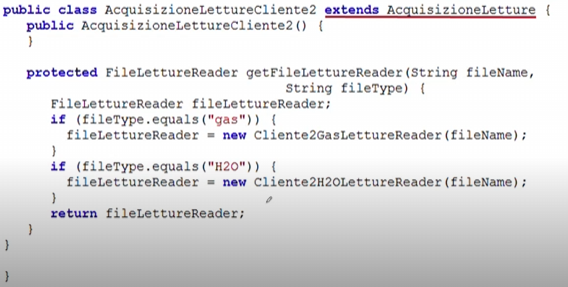 public class AcquisizioneLettureCliente2 extends AcquisizioneLetture {
public AcquisizioneLettureCliente2() {
}
protected FileLettureReader getFileLettureReader(String fileName,
String fileType) {
FileLettureReader fileLettureReader;
if (fileType.equals("gas")) {
fileLettureReader = new Cliente2GasLettureReader(fileName);
}
if (fileType.equals("H2O")) {
fileLettureReader = new Cliente2H2OLettureReader(fileName);
}
return fileLettureReader;
}
}
}